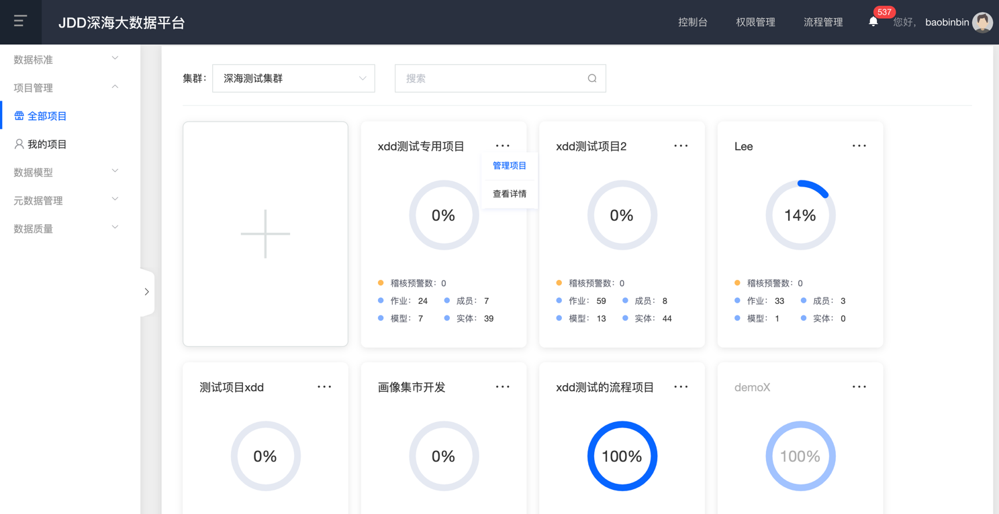 JDD深海大数据平台
控制台 权限管理 流程管理 537 您好, baobinbin
数据标准
项目管理
全部项目
我的项目
数据模型
元数据管理
数据质量
集群: 深海测试集群 搜索
xdd测试专用项目
管理项目
查看详情
0%
稽核预警数: 0
作业: 24 成员: 7
模型: 7 实体: 39
xdd测试项目2
0%
稽核预警数: 0
作业: 59 成员: 8
模型: 13 实体: 44
Lee
14%
稽核预警数: 0
作业: 33 成员: 3
模型: 1 实体: 0
测试项目xdd
0%
画像集市开发
0%
xdd测试的流程项目
100%
demoX
100%